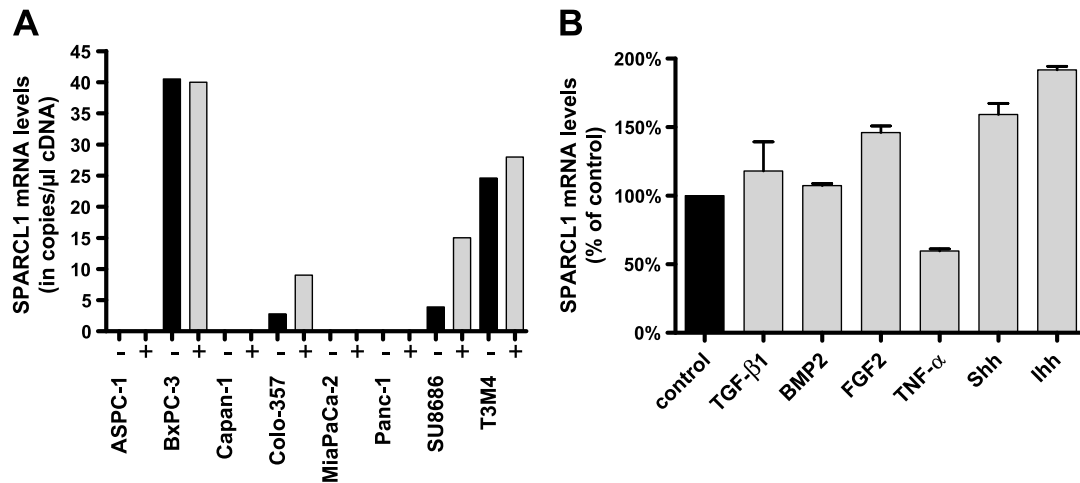 A
SPARCL1 mRNA levels
(in copies/µl cDNA)
45
40
35
30
25
20
15
10
5
0
- + - + - + - + - + - + - + - +
ASPC-1
BxPC-3
Capan-1
Colo-357
MiaPaCa-2
Panc-1
SU8686
T3M4
B
SPARCL1 mRNA levels
(% of control)
200%
150%
100%
50%
0%
control
TGF-β1
BMP2
FGF2
TNF-α
Shh
Ihh